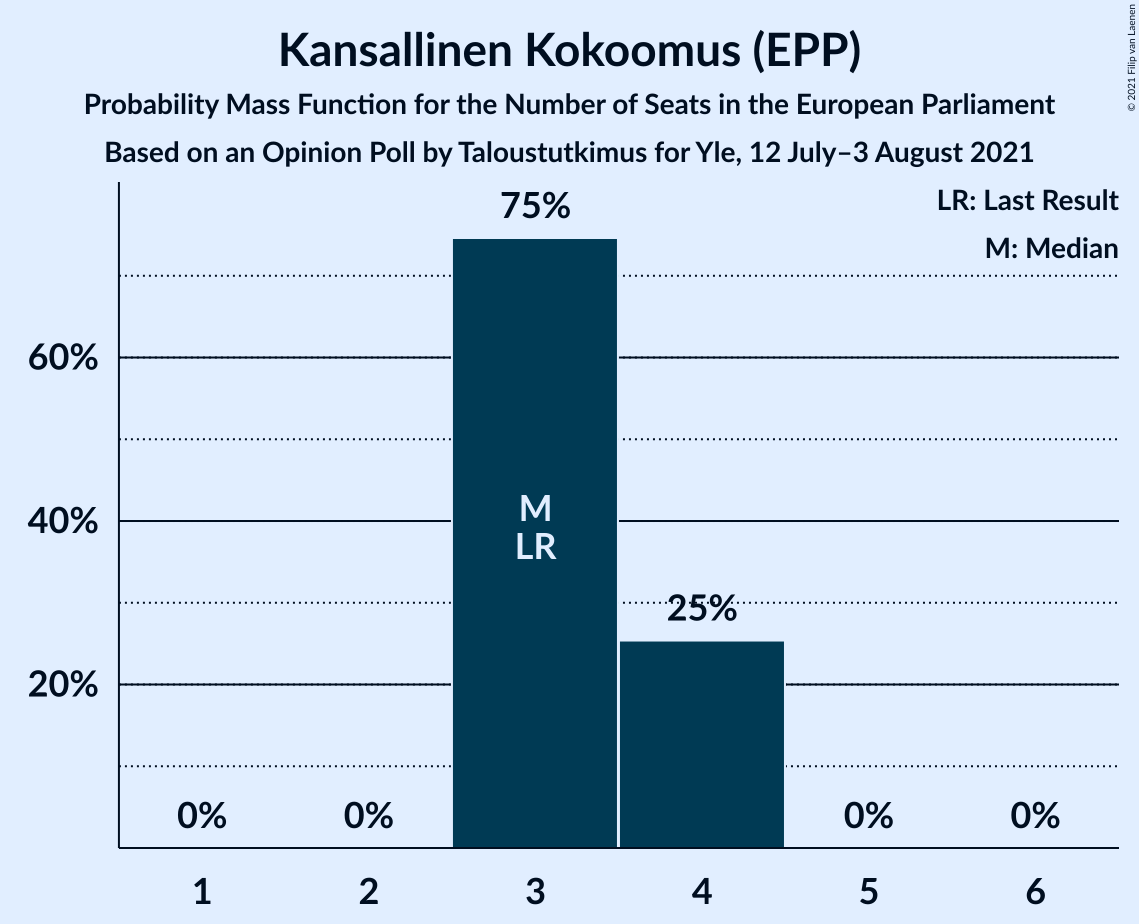 Kansallinen Kokoomus (EPP)
Probability Mass Function for the Number of Seats in the European Parliament
Based on an Opinion Poll by Taloustutkimus for Yle, 12 July–3 August 2021
© 2021 Filip van Laenen
LR: Last Result
M: Median
75%
60%
40%
20%
M
LR
25%
0%
0%
0%
0%
1
2
3
4
5
6